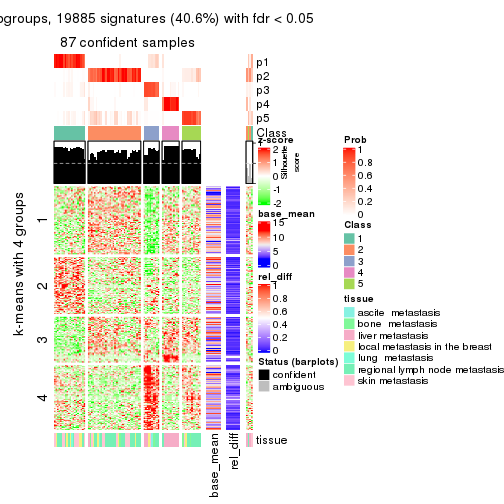 ogroups, 19885 signatures (40.6%) with fdr < 0.05
87 confident samples
p1
p2
p3
p4
p5
Class
k-means with 4 groups
1
2
3
4
Silhouette score
z-score
2
1
0
-1
-2
base_mean
15
10
5
0
rel_diff
1
0.8
0.6
0.4
0.2
0
Status (barplots)
confident
ambiguous
Prob
1
0.8
0.6
0.4
0.2
0
Class
1
2
3
4
5
tissue
ascite metastasis
bone metastasis
liver metastasis
local metastasis in the breast
lung metastasis
regional lymph node metastasis
skin metastasis
tissue
base_mean
rel_diff